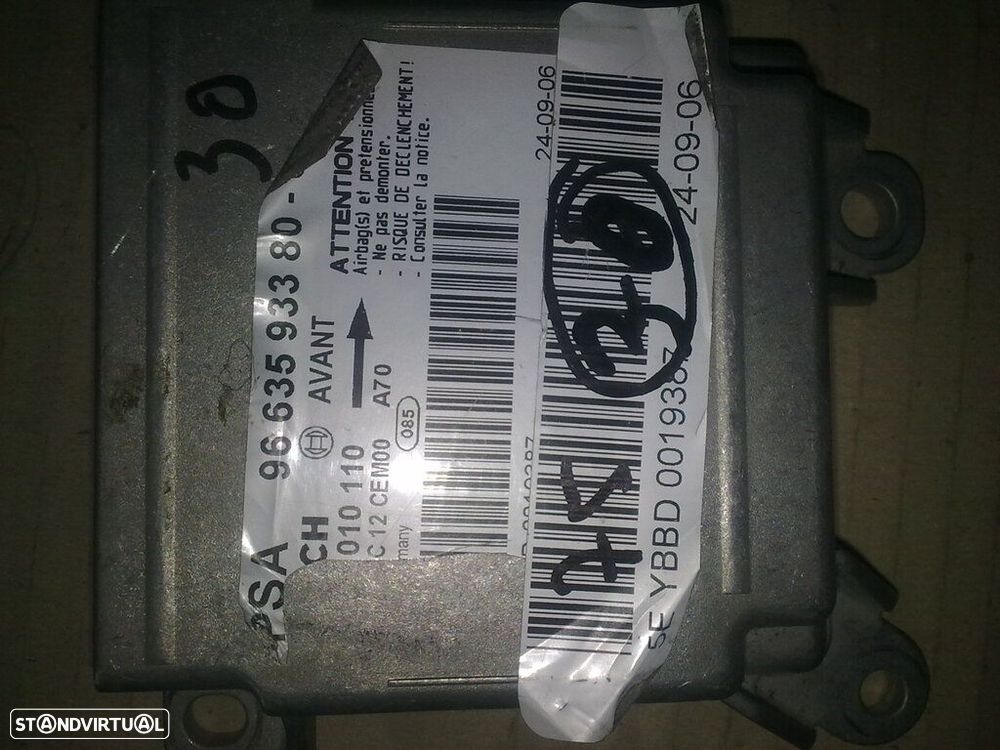 30
PSA 96 635 933 80 -
CH AVANT
010 110
C 12 CEM00 A70
many 085
ATTENTION
Airbag(s) et pretensionne
- Ne pas demonter.
- RISQUE DE DECLENCHEMENT!
- Consulter la notice.
24-09-06
24-09-06
5E YBBD 0019387
STANDVIRTUAL